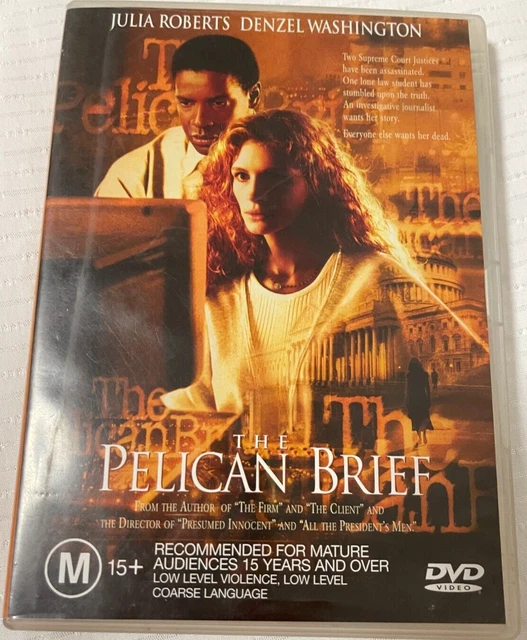 JULIA ROBERTS DENZEL WASHINGTON
Two Supreme Court Justices
have been assassinated.
One lone law student has
stumbled upon the truth.
An investigative journalist
wants her story.
Everyone else wants her dead.
Pelic
The
The
THE
PELICAN BRIEF
FROM THE AUTHOR OF "THE FIRM" AND "THE CLIENT" AND
THE DIRECTOR OF "PRESUMED INNOCENT" AND "ALL THE PRESIDENT'S MEN."
M 15+
RECOMMENDED FOR MATURE
AUDIENCES 15 YEARS AND OVER
LOW LEVEL VIOLENCE, LOW LEVEL
COARSE LANGUAGE
DVD
VIDEO